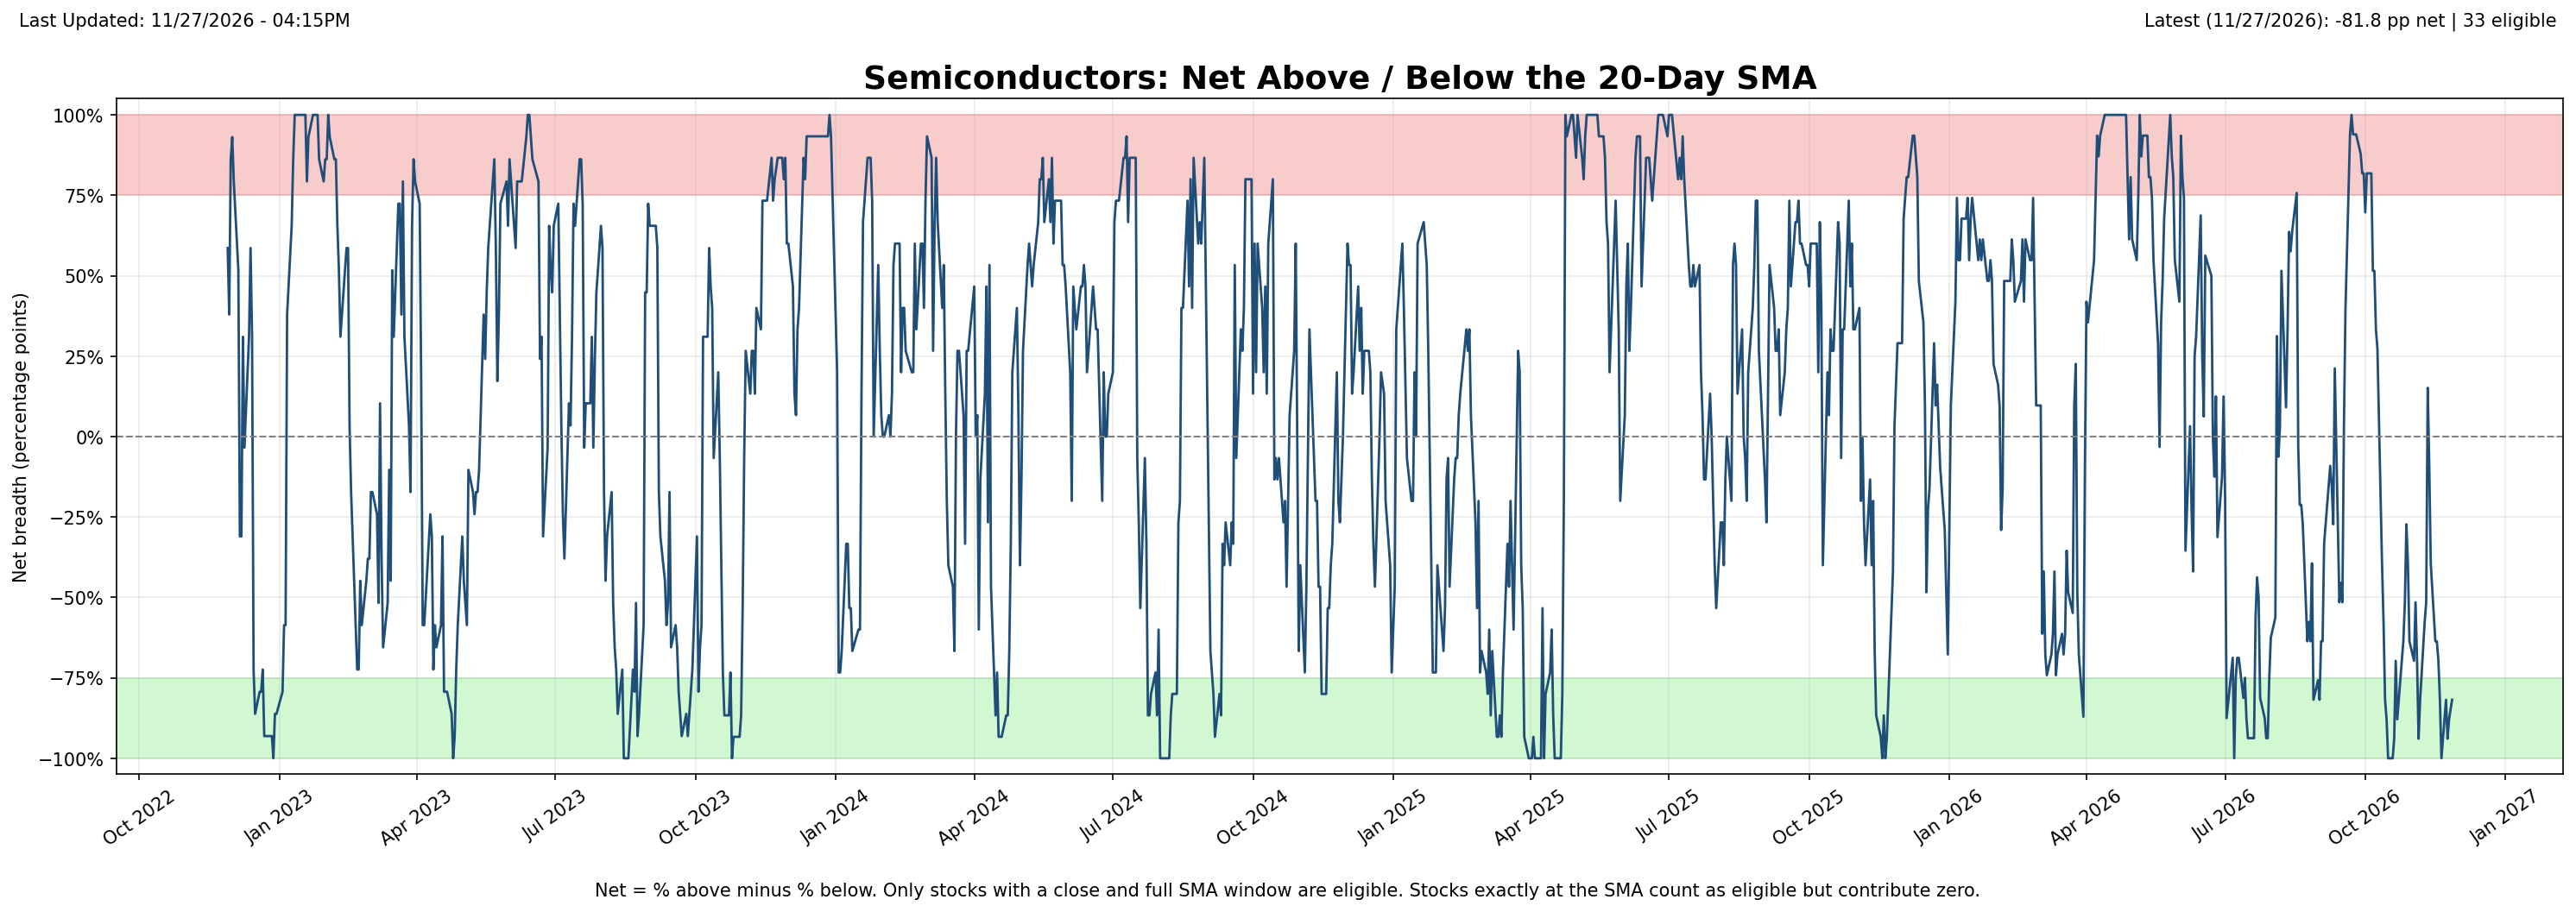 Last Updated: 11/27/2026 - 04:15PM
Latest (11/27/2026): -81.8 pp net | 33 eligible
Semiconductors: Net Above / Below the 20-Day SMA
Net breadth (percentage points)
100%
75%
50%
25%
0%
−25%
−50%
−75%
−100%
Oct 2022
Jan 2023
Apr 2023
Jul 2023
Oct 2023
Jan 2024
Apr 2024
Jul 2024
Oct 2024
Jan 2025
Apr 2025
Jul 2025
Oct 2025
Jan 2026
Apr 2026
Jul 2026
Oct 2026
Jan 2027
Net = % above minus % below. Only stocks with a close and full SMA window are eligible. Stocks exactly at the SMA count as eligible but contribute zero.